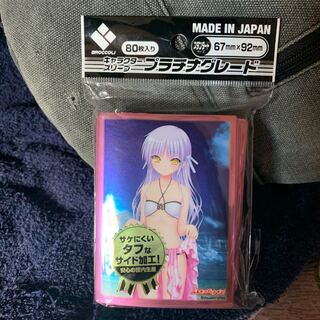 BROCCOLI
80枚入り
MADE IN JAPAN
67mm×92mm
キャラクター
スリーブ
プラチナグレード
サケにくい
タフな
サイド加工!
安心の国内生産